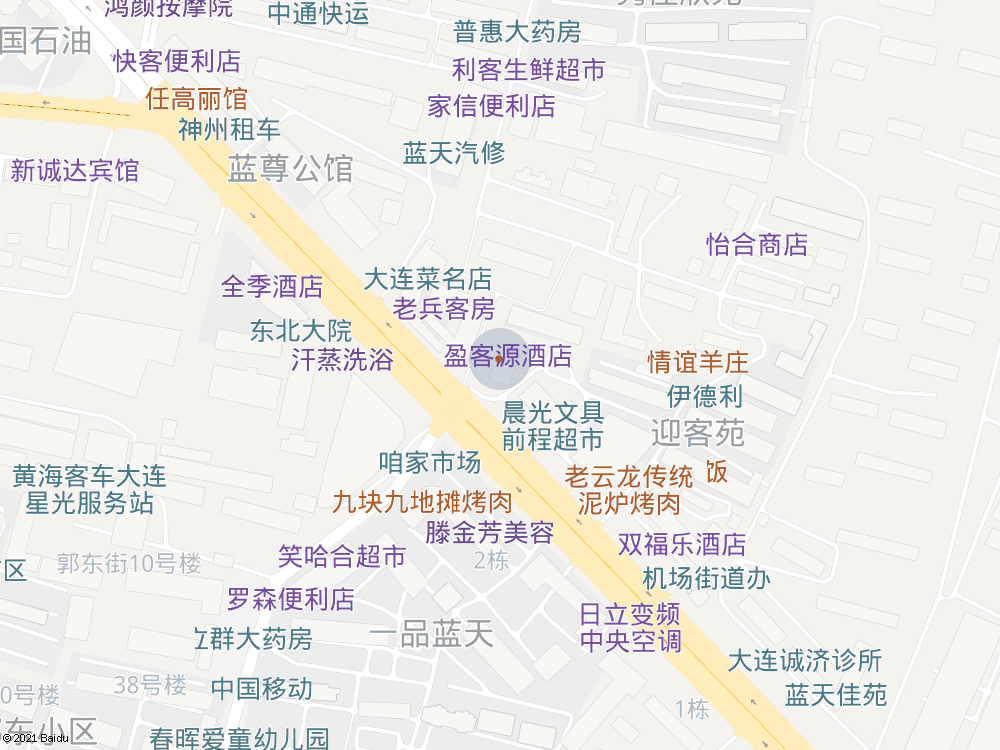 鸿颜按摩院
中通快运
国石油
普惠大药房
快客便利店
利客生鲜超市
任高丽馆
家信便利店
神州租车
蓝天汽修
新诚达宾馆
蓝尊公馆
怡合商店
全季酒店
大连菜名店
老兵客房
东北大院
汗蒸洗浴
盈客源酒店
情谊羊庄
伊德利
晨光文具
前程超市
迎客苑
咱家市场
黄海客车大连
星光服务站
老云龙传统
泥炉烤肉
饭
九块九地摊烤肉
滕金芳美容
双福乐酒店
笑哈合超市
2栋
郭东街10号楼
区
机场街道办
罗森便利店
日立变频
中央空调
立群大药房
一品蓝天
大连诚济诊所
38号楼
中国移动
0号楼
蓝天佳苑
1栋
东小区
春晖爱童幼儿园
© 2021 Baidu